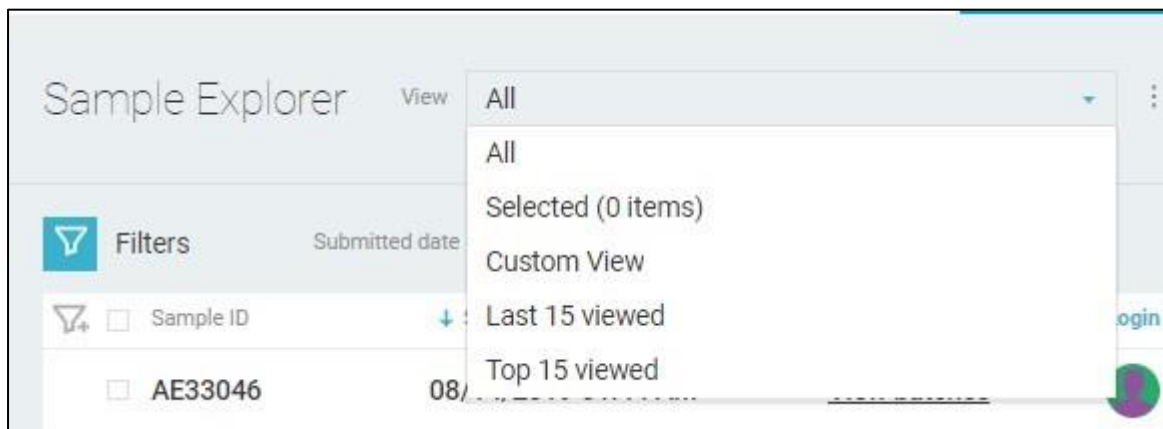 Sample Explorer View All
All
Selected (0 items)
Filters Submitted date
Custom View
Sample ID Last 15 viewed
Top 15 viewed
AE33046 08/